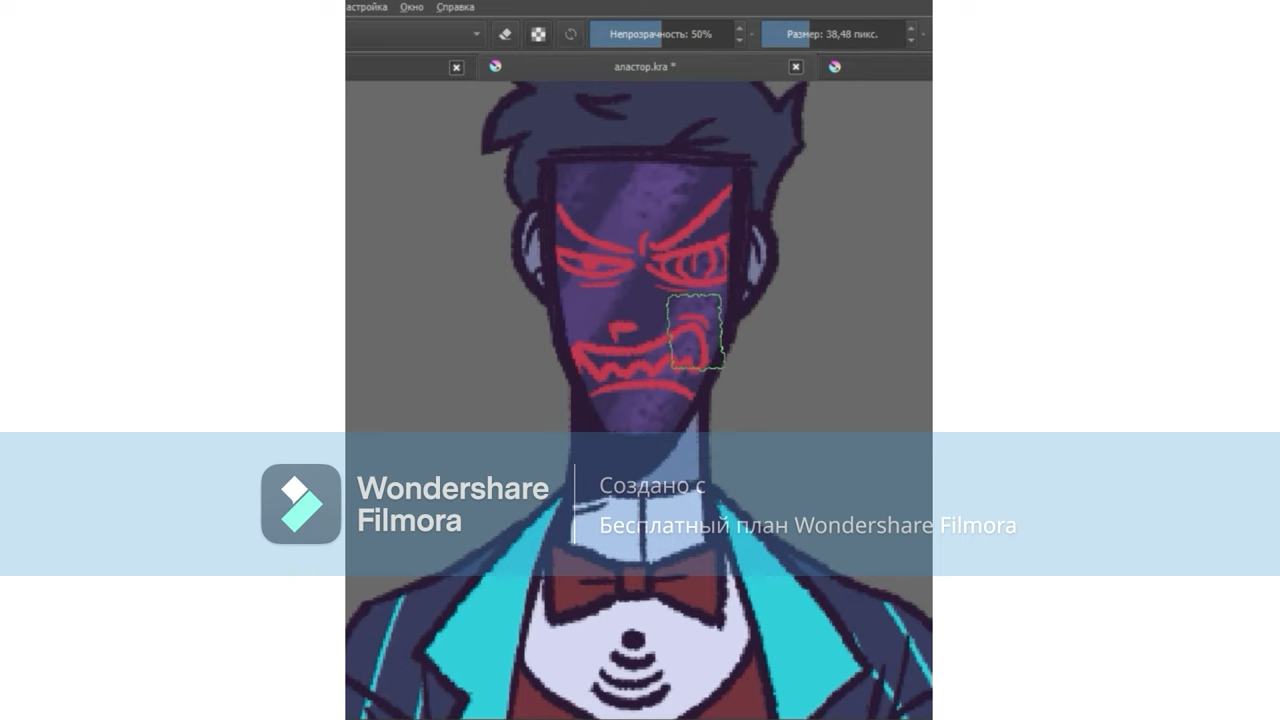 астройка Окно Справка
Непрозрачность: 50% Размер: 38,48 пикс.
аластор.kra *
Wondershare
Filmora
Создано с
Бесплатный план Wondershare Filmora